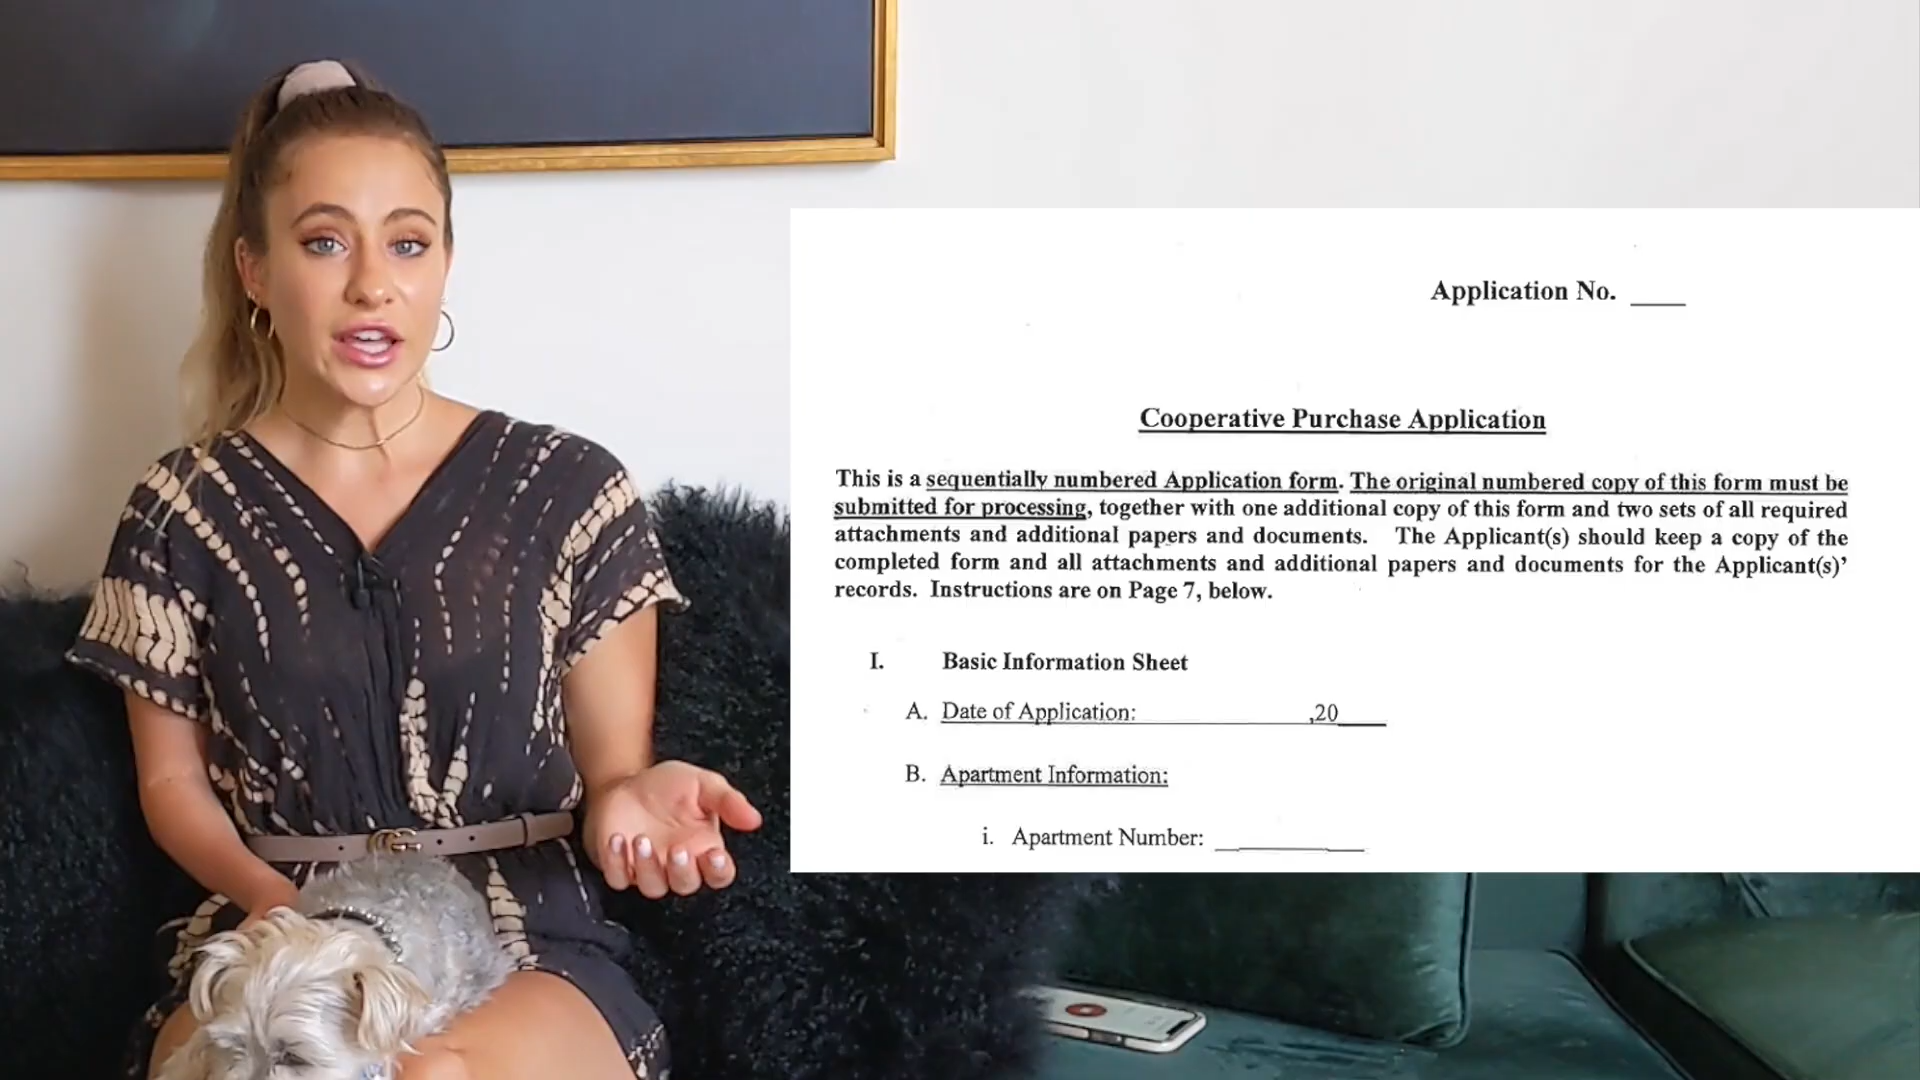 Application No. ____
Cooperative Purchase Application
This is a sequentially numbered Application form. The original numbered copy of this form must be
submitted for processing, together with one additional copy of this form and two sets of all required
attachments and additional papers and documents. The Applicant(s) should keep a copy of the
completed form and all attachments and additional papers and documents for the Applicant(s)’
records. Instructions are on Page 7, below.
I. Basic Information Sheet
A. Date of Application: ,20____
B. Apartment Information:
i. Apartment Number: ____________